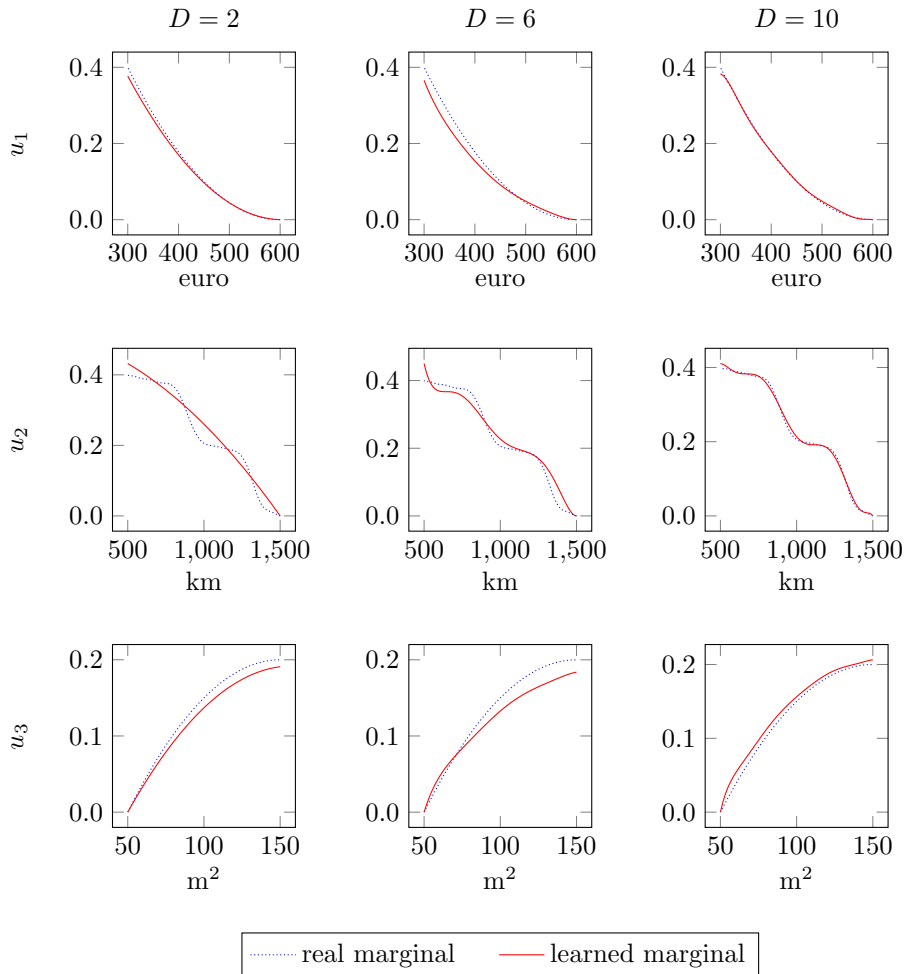 D = 2 D = 6 D = 10
u1
0.4 0.4 0.4
0.2 0.2 0.2
0.0 0.0 0.0
300 400 500 600 300 400 500 600 300 400 500 600
euro euro euro
u2
0.4 0.4 0.4
0.2 0.2 0.2
0.0 0.0 0.0
500 1,000 1,500 500 1,000 1,500 500 1,000 1,500
km km km
u3
0.2 0.2 0.2
0.1 0.1 0.1
0.0 0.0 0.0
50 100 150 50 100 150 50 100 150
m² m² m²
real marginal learned marginal